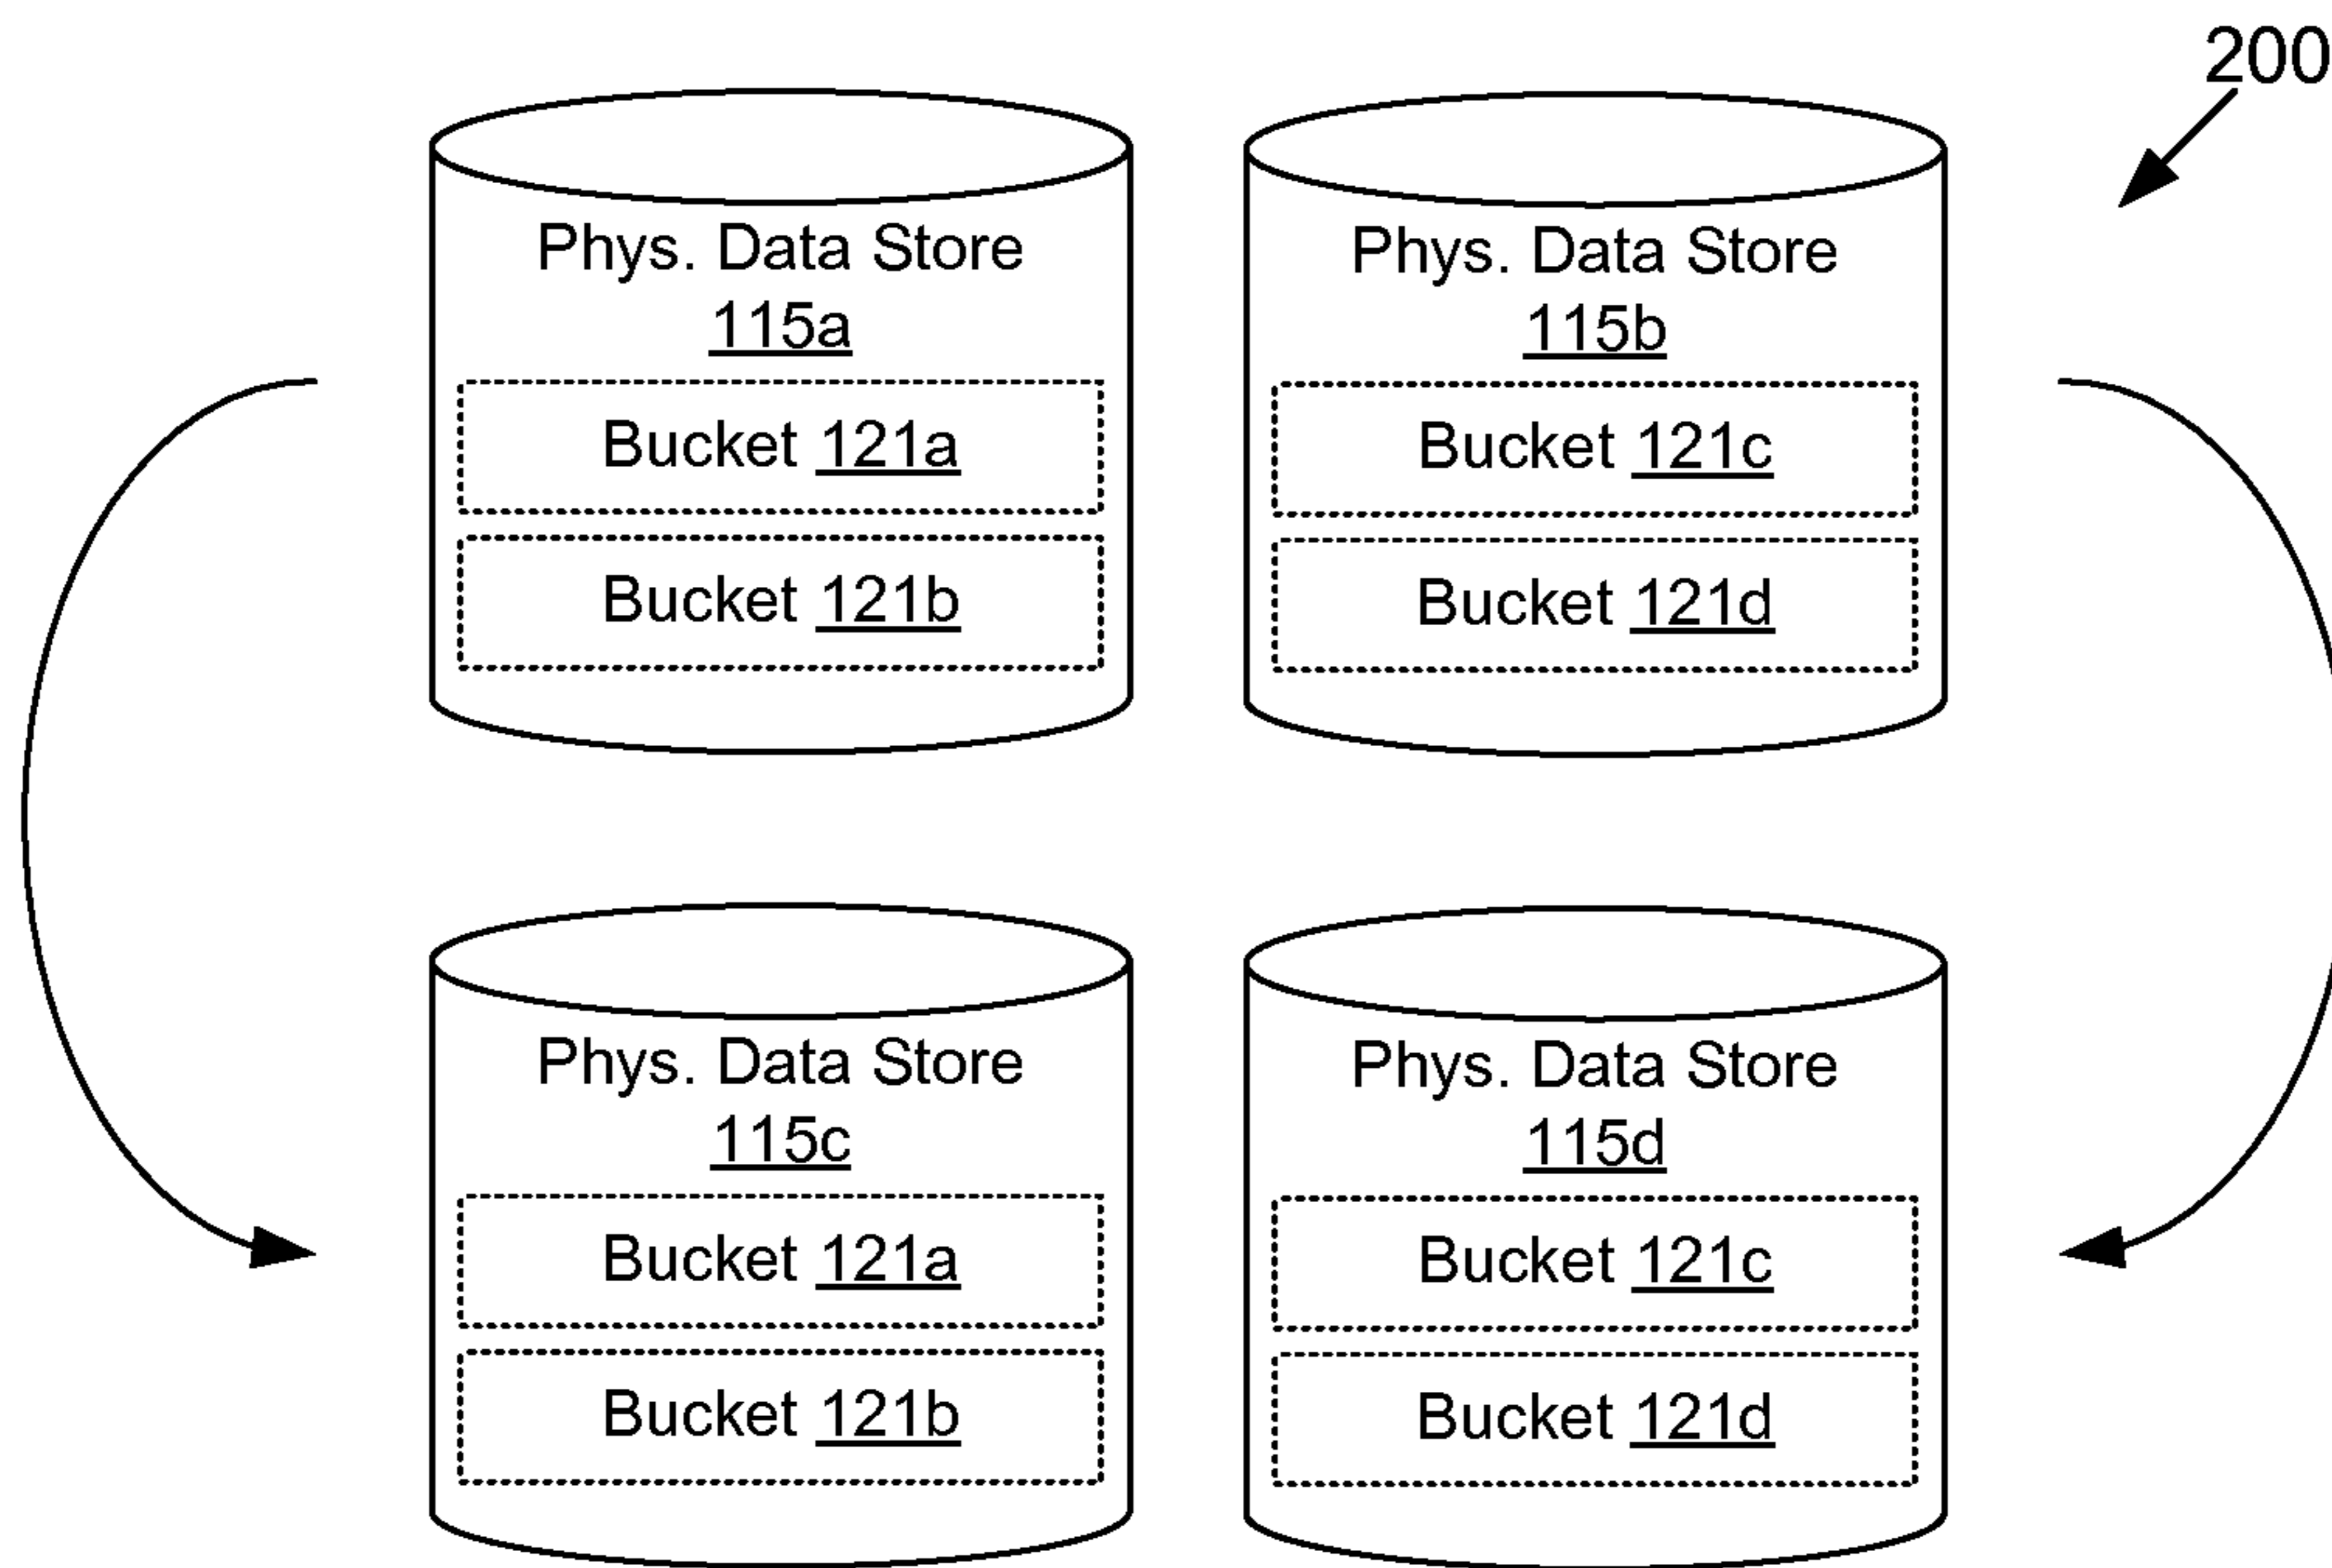 200
Phys. Data Store
115a
Bucket 121a
Bucket 121b
Phys. Data Store
115b
Bucket 121c
Bucket 121d
Phys. Data Store
115c
Bucket 121a
Bucket 121b
Phys. Data Store
115d
Bucket 121c
Bucket 121d